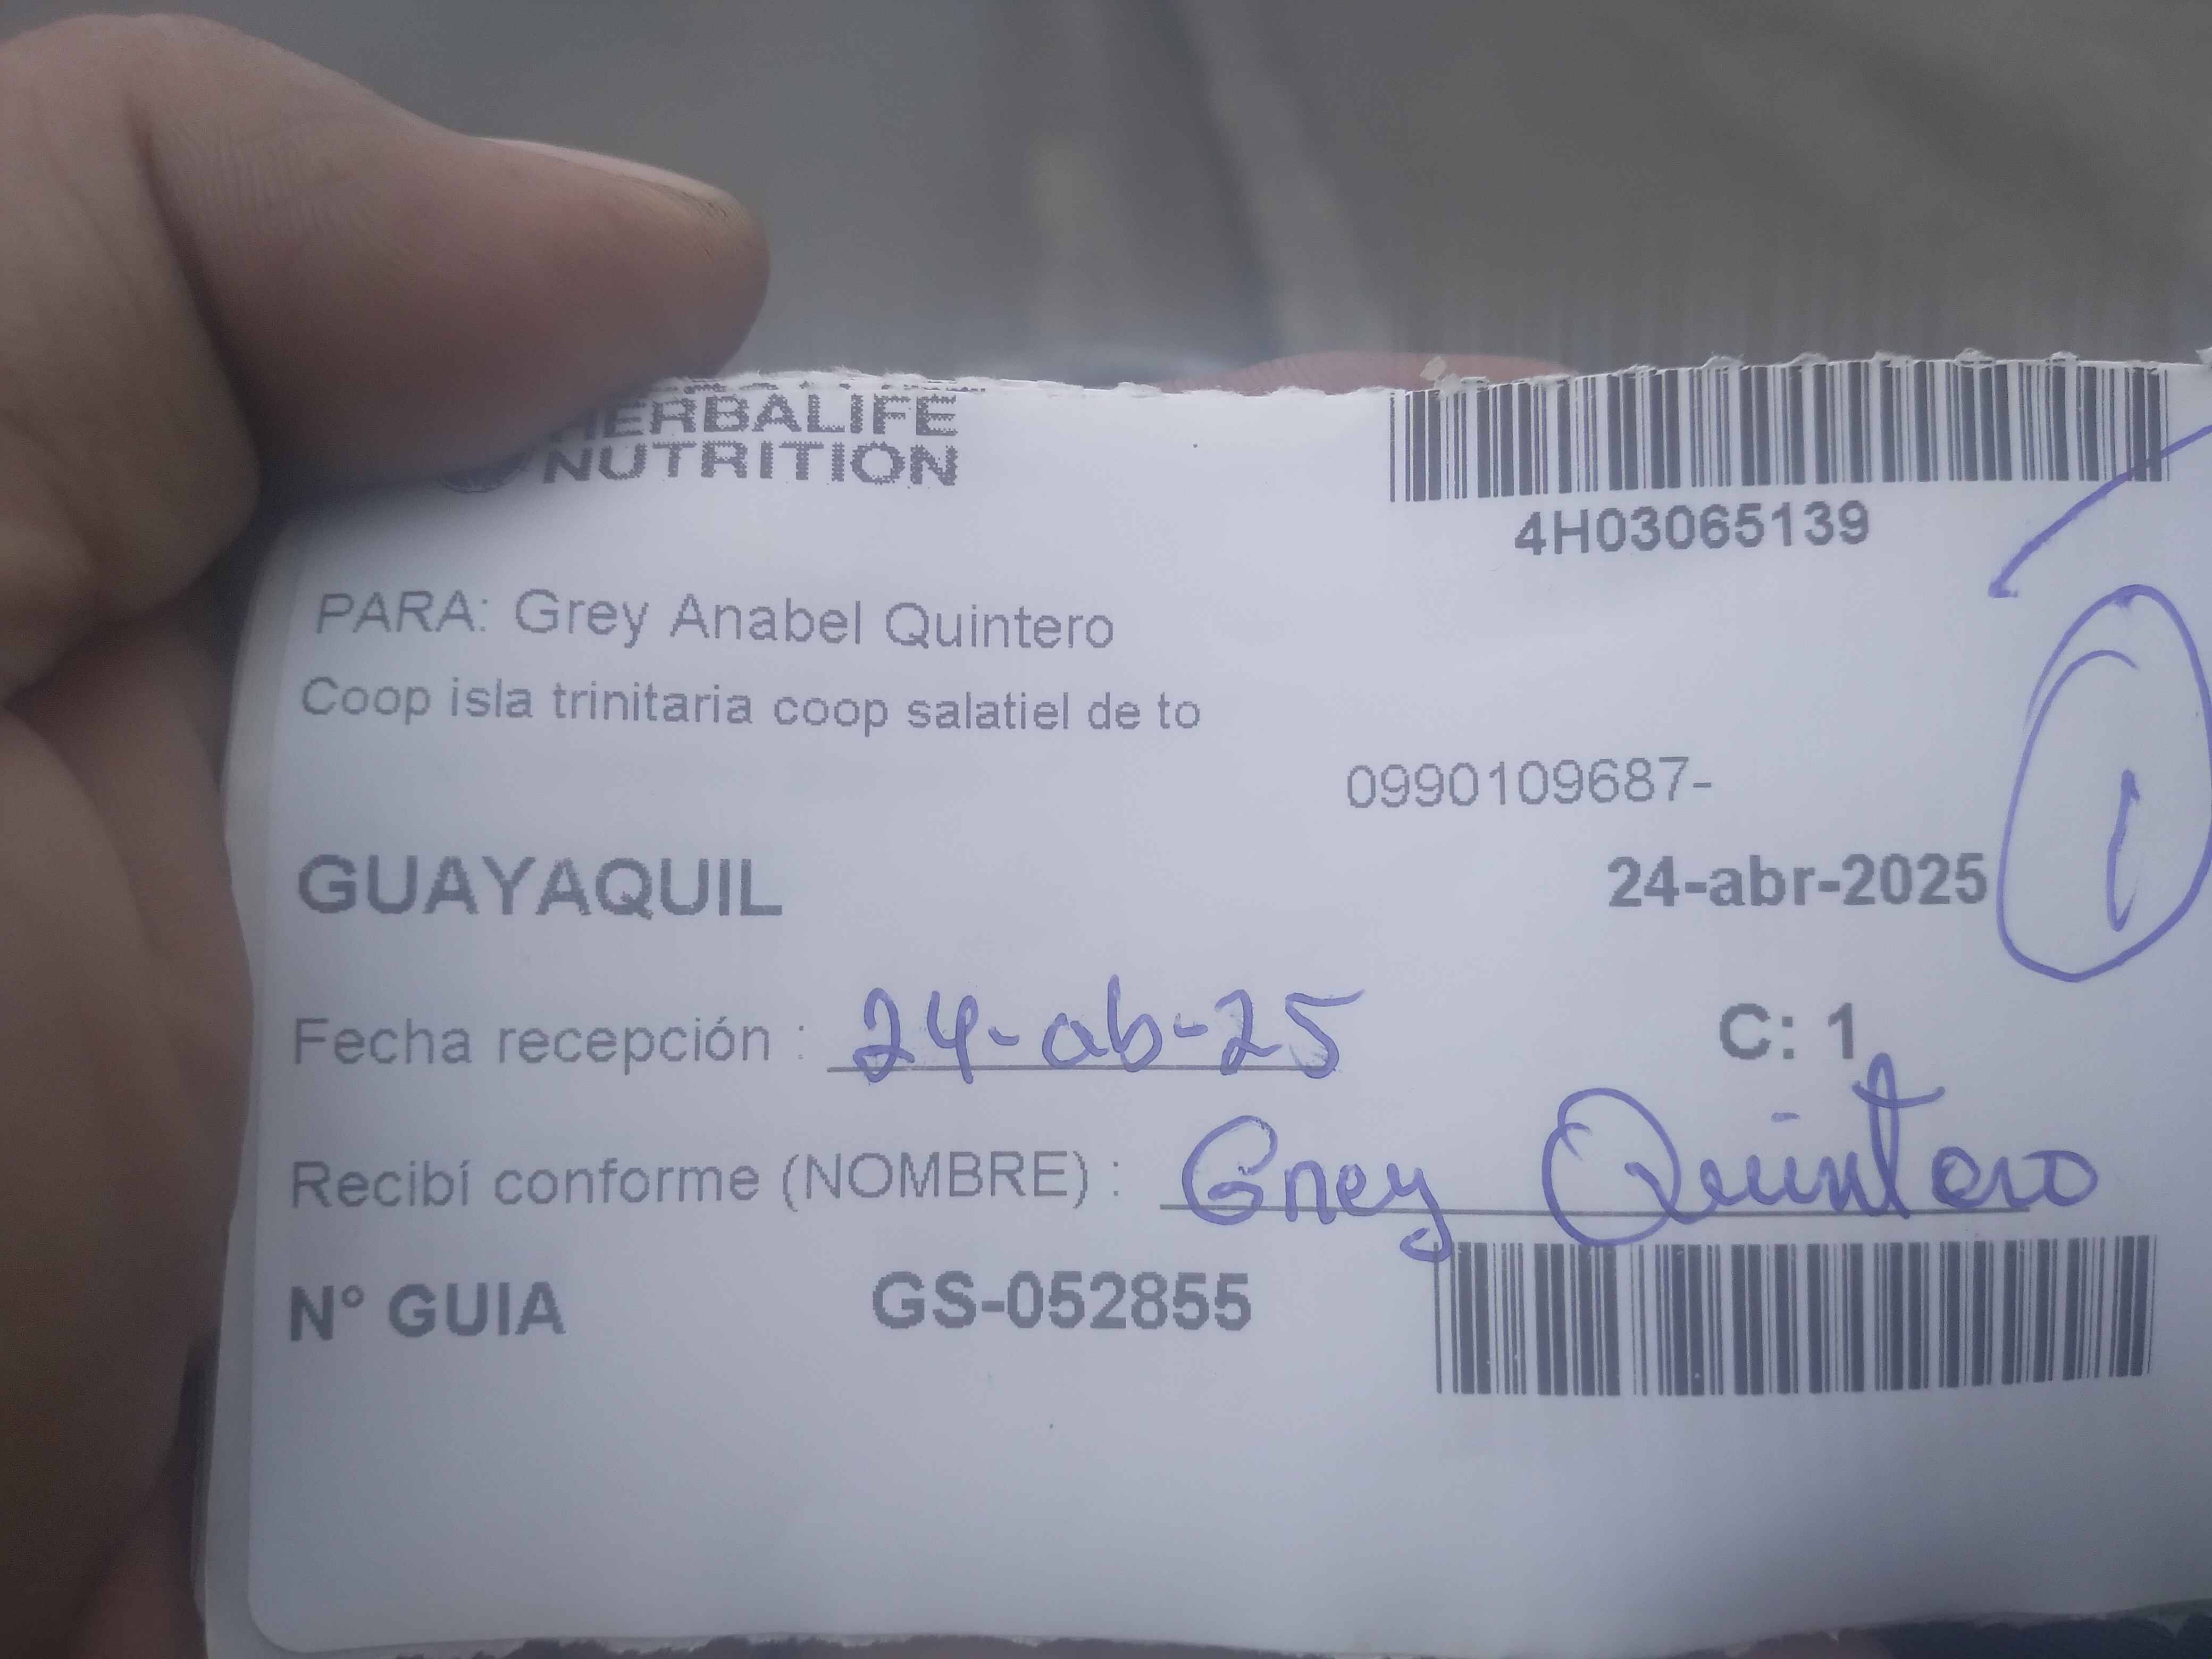 HERBALIFE
NUTRITION
4H03065139
PARA: Grey Anabel Quintero
Coop isla trinitaria coop salatiel de to
0990109687-
GUAYAQUIL
24-abr-2025
1
Fecha recepción : 24-ab-25
C: 1
Recibí conforme (NOMBRE) : Grey Quintero
N° GUIA GS-052855